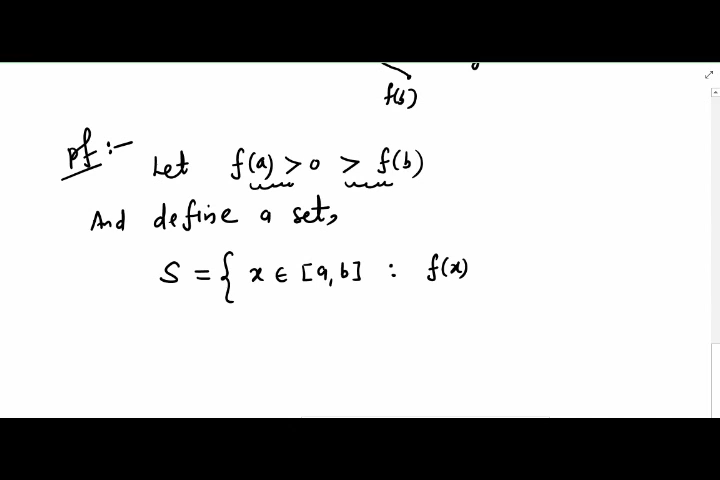 f(b)
Pf :-
Let f(a) > 0 > f(b)
And define a set,
S = { x ∈ [a, b] : f(x)